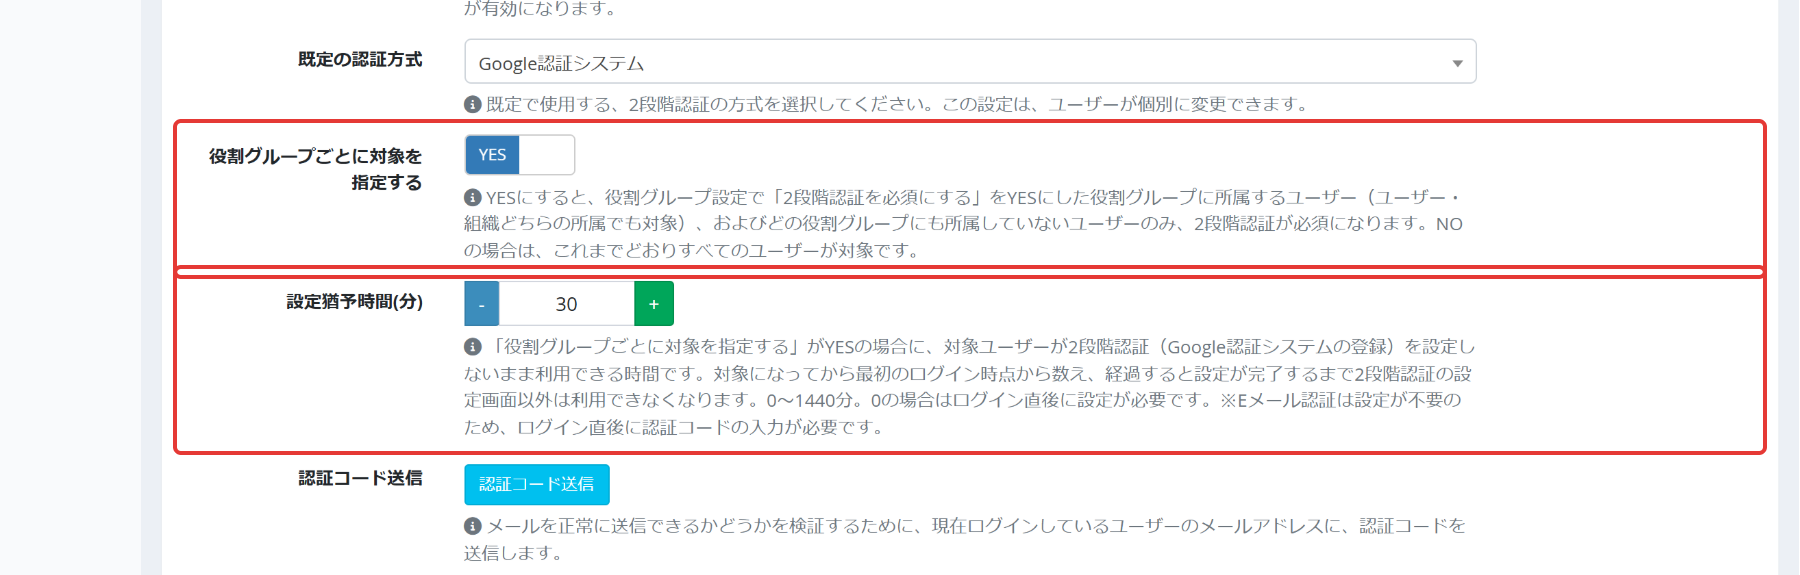 が有効になります。
既定の認証方式
Google認証システム
既定で使用する、2段階認証の方式を選択してください。この設定は、ユーザーが個別に変更できます。
役割グループごとに対象を
指定する
YES
YESにすると、役割グループ設定で「2段階認証を必須にする」をYESにした役割グループに所属するユーザー（ユーザー・
組織どちらの所属でも対象）、およびどの役割グループにも所属していないユーザーのみ、2段階認証が必須になります。NO
の場合は、これまでどおりすべてのユーザーが対象です。
設定猶予時間(分)
- 30 +
「役割グループごとに対象を指定する」がYESの場合に、対象ユーザーが2段階認証（Google認証システムの登録）を設定し
ないまま利用できる時間です。対象になってから最初のログイン時点から数え、経過すると設定が完了するまで2段階認証の設
定画面以外は利用できなくなります。0～1440分。0の場合はログイン直後に設定が必要です。※Eメール認証は設定が不要の
ため、ログイン直後に認証コードの入力が必要です。
認証コード送信
認証コード送信
メールを正常に送信できるかどうかを検証するために、現在ログインしているユーザーのメールアドレスに、認証コードを
送信します。